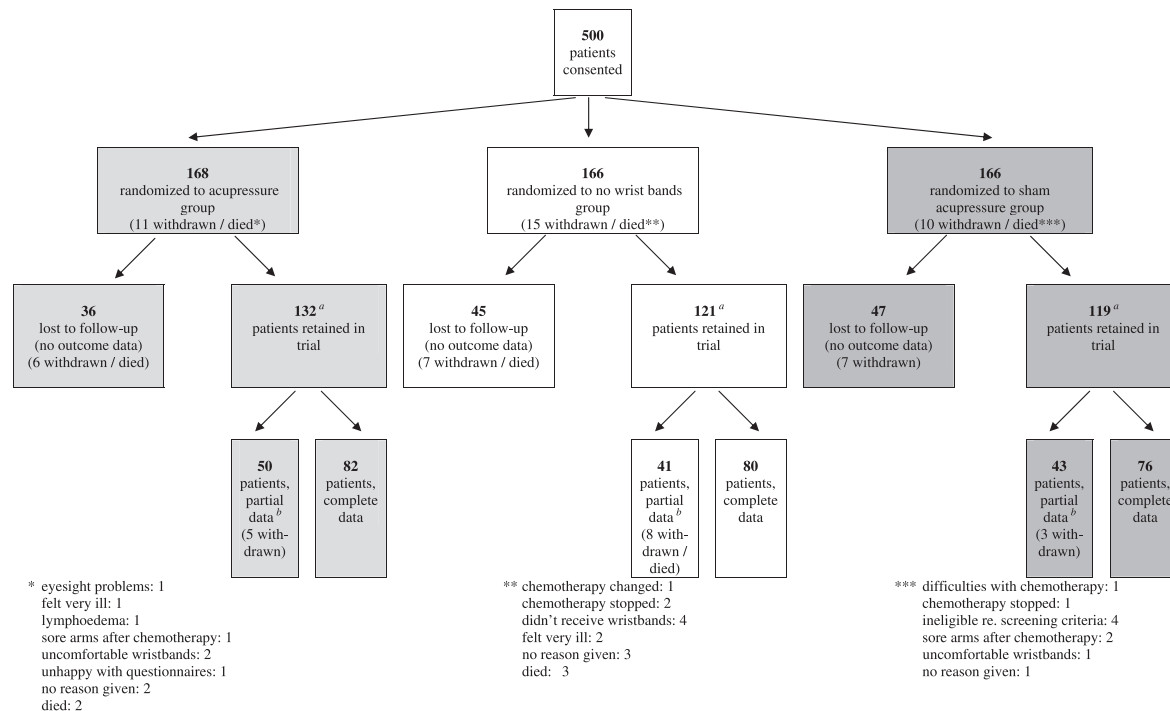 500
patients
consented
168
randomized to acupressure
group
(11 withdrawn / died*)
166
randomized to no wrist bands
group
(15 withdrawn / died**)
166
randomized to sham
acupressure group
(10 withdrawn / died***)
36
lost to follow-up
(no outcome data)
(6 withdrawn / died)
132 a
patients retained in
trial
45
lost to follow-up
(no outcome data)
(7 withdrawn / died)
121 a
patients retained in
trial
47
lost to follow-up
(no outcome data)
(7 withdrawn)
119 a
patients retained in
trial
50
patients,
partial
data b
(5 with-
drawn)
82
patients,
complete
data
41
patients,
partial
data b
(8 with-
drawn /
died)
80
patients,
complete
data
43
patients,
partial
data b
(3 with-
drawn)
76
patients,
complete
data
* eyesight problems: 1
felt very ill: 1
lymphoedema: 1
sore arms after chemotherapy: 1
uncomfortable wristbands: 2
unhappy with questionnaires: 1
no reason given: 2
died: 2
** chemotherapy changed: 1
chemotherapy stopped: 2
didn't receive wristbands: 4
felt very ill: 2
no reason given: 3
died: 3
*** difficulties with chemotherapy: 1
chemotherapy stopped: 1
ineligible re. screening criteria: 4
sore arms after chemotherapy: 2
uncomfortable wristbands: 1
no reason given: 1